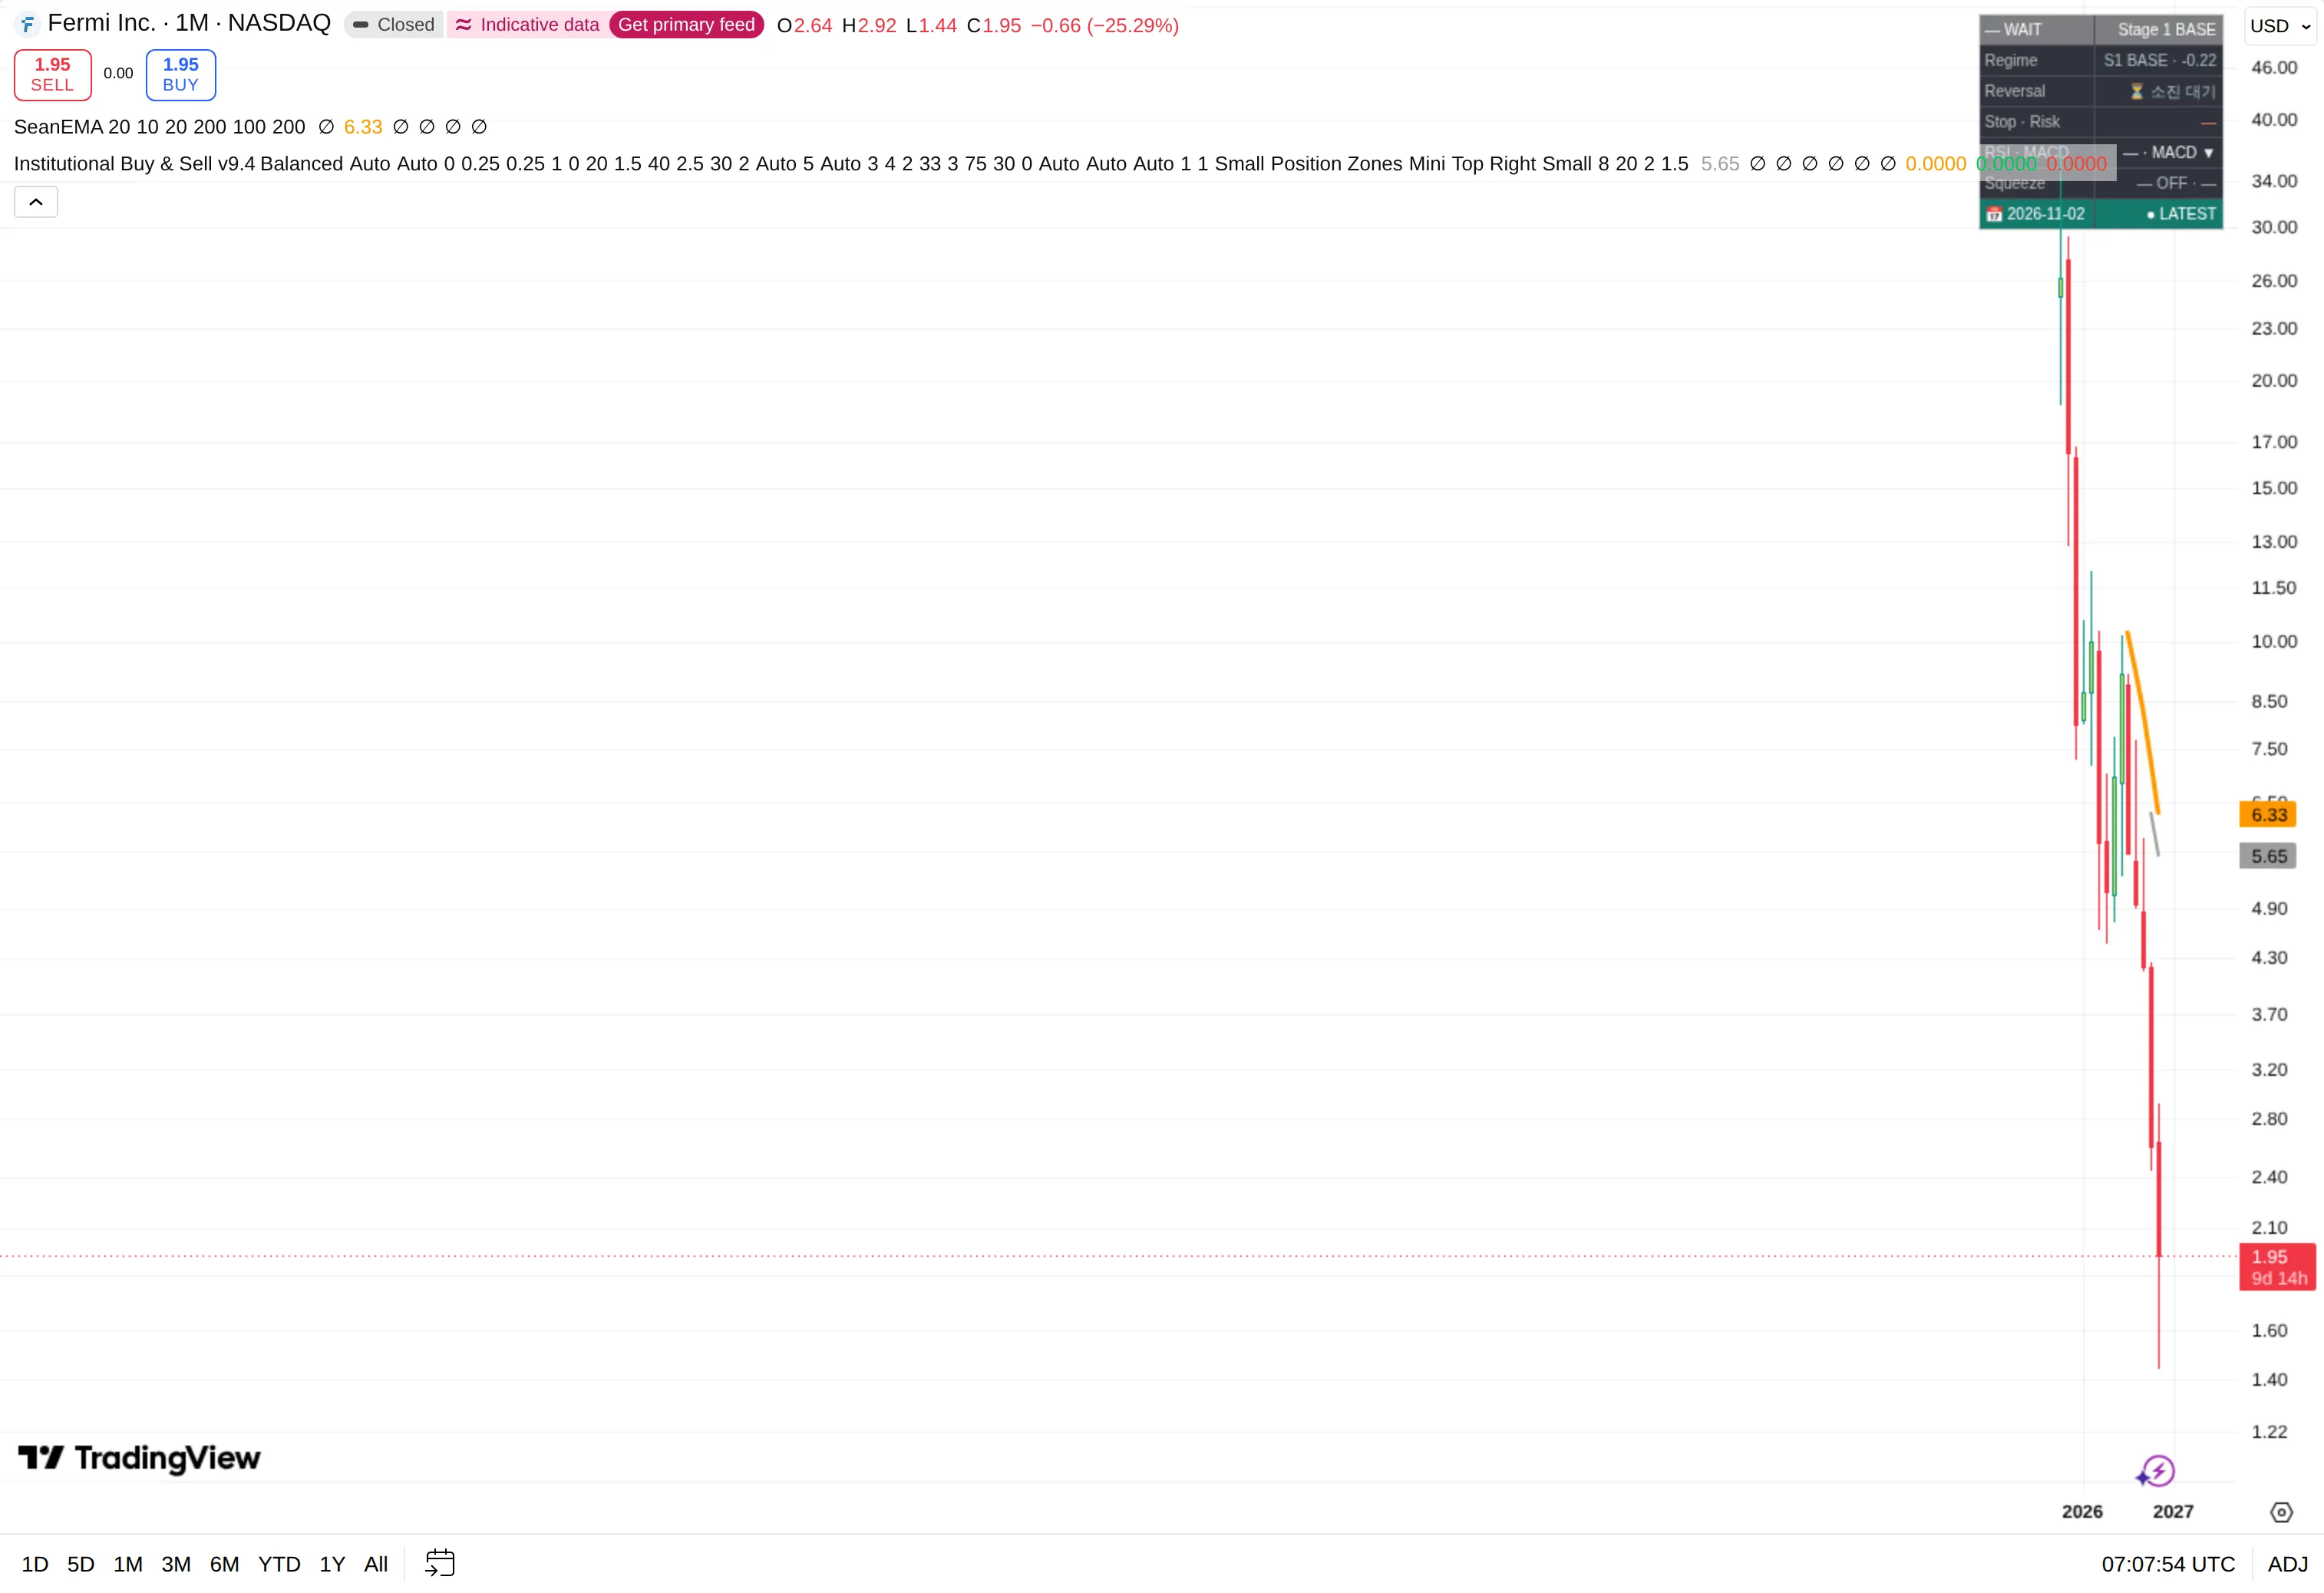 Fermi Inc. · 1M · NASDAQ Closed Indicative data Get primary feed O2.64 H2.92 L1.44 C1.95 −0.66 (−25.29%)
1.95 SELL 0.00 1.95 BUY
SeanEMA 20 10 20 200 100 200 ∅ 6.33 ∅ ∅ ∅ ∅
Institutional Buy & Sell v9.4 Balanced Auto Auto 0 0.25 0.25 1 0 20 1.5 40 2.5 30 2 Auto 5 Auto 3 4 2 33 3 75 30 0 Auto Auto Auto 1 1 Small Position Zones Mini Top Right Small 8 20 2 1.5 5.65 ∅ ∅ ∅ ∅ ∅ ∅ 0.0000 0.0000 0.0000
— WAIT Stage 1 BASE
Regime S1 BASE · -0.22
Reversal ⏳ 소진 대기
Stop · Risk —
RSI · MACD — · MACD ▼
Squeeze — OFF · —
📅 2026-11-02 ● LATEST
USD
46.00
40.00
34.00
30.00
26.00
23.00
20.00
17.00
15.00
13.00
11.50
10.00
8.50
7.50
6.33
5.65
4.90
4.30
3.70
3.20
2.80
2.40
2.10
1.95
9d 14h
1.60
1.40
1.22
TradingView
2026 2027
1D 5D 1M 3M 6M YTD 1Y All 07:07:54 UTC ADJ